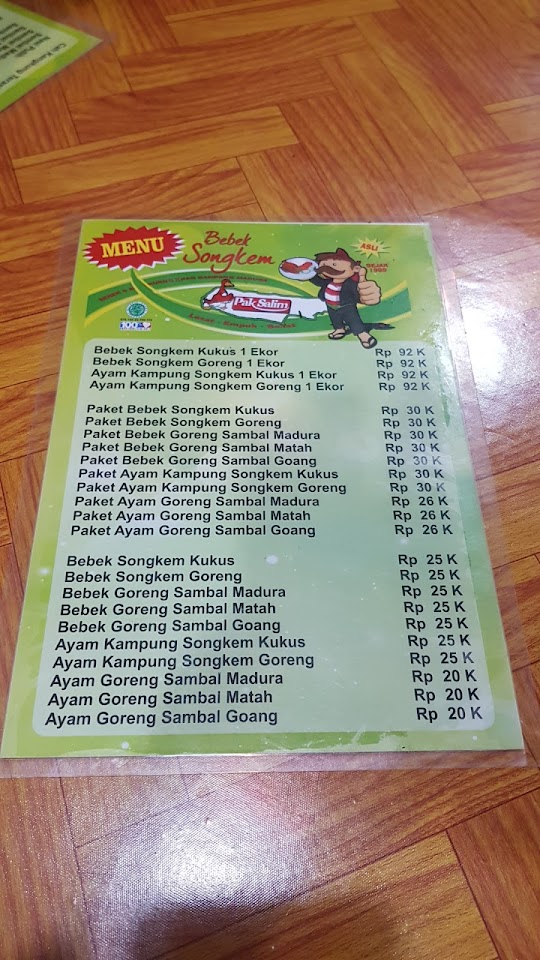 MENU
Bebek
Songkem
ASLI
SEJAK
Pak Salim
Lezat - Empuk -
100%
Bebek Songkem Kukus 1 Ekor Rp 92 K
Bebek Songkem Goreng 1 Ekor Rp 92 K
Ayam Kampung Songkem Kukus 1 Ekor Rp 92 K
Ayam Kampung Songkem Goreng 1 Ekor Rp 92 K
Paket Bebek Songkem Kukus Rp 30 K
Paket Bebek Songkem Goreng Rp 30 K
Paket Bebek Goreng Sambal Madura Rp 30 K
Paket Bebek Goreng Sambal Matah Rp 30 K
Paket Bebek Goreng Sambal Goang Rp 30 K
Paket Ayam Kampung Songkem Kukus Rp 30 K
Paket Ayam Kampung Songkem Goreng Rp 30 K
Paket Ayam Goreng Sambal Madura Rp 26 K
Paket Ayam Goreng Sambal Matah Rp 26 K
Paket Ayam Goreng Sambal Goang Rp 26 K
Bebek Songkem Kukus Rp 25 K
Bebek Songkem Goreng Rp 25 K
Bebek Goreng Sambal Madura Rp 25 K
Bebek Goreng Sambal Matah Rp 25 K
Bebek Goreng Sambal Goang Rp 25 K
Ayam Kampung Songkem Kukus Rp 25 K
Ayam Kampung Songkem Goreng Rp 25 K
Ayam Goreng Sambal Madura Rp 20 K
Ayam Goreng Sambal Matah Rp 20 K
Ayam Goreng Sambal Goang Rp 20 K